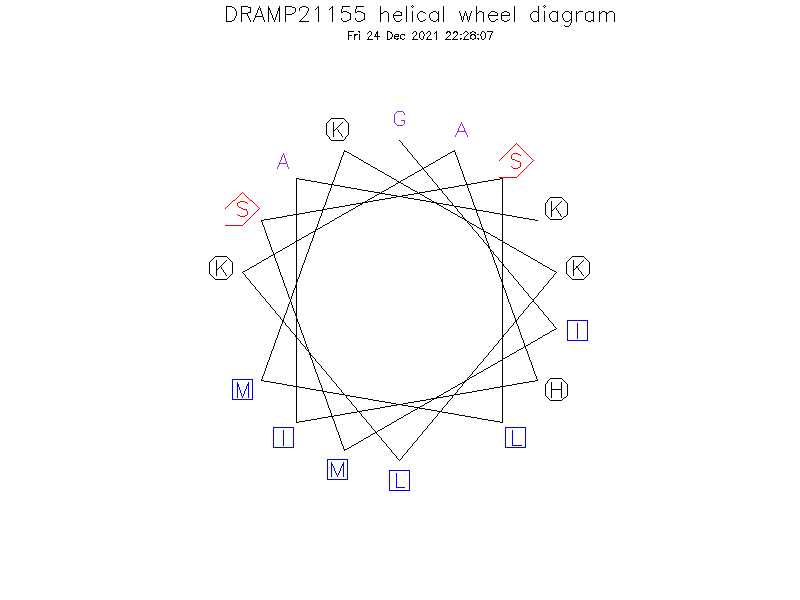 DRAMP21155 helical wheel diagram
Fri 24 Dec 2021 22:26:07
G
K A
A S
S K
K K
I
M H
I L
M
L